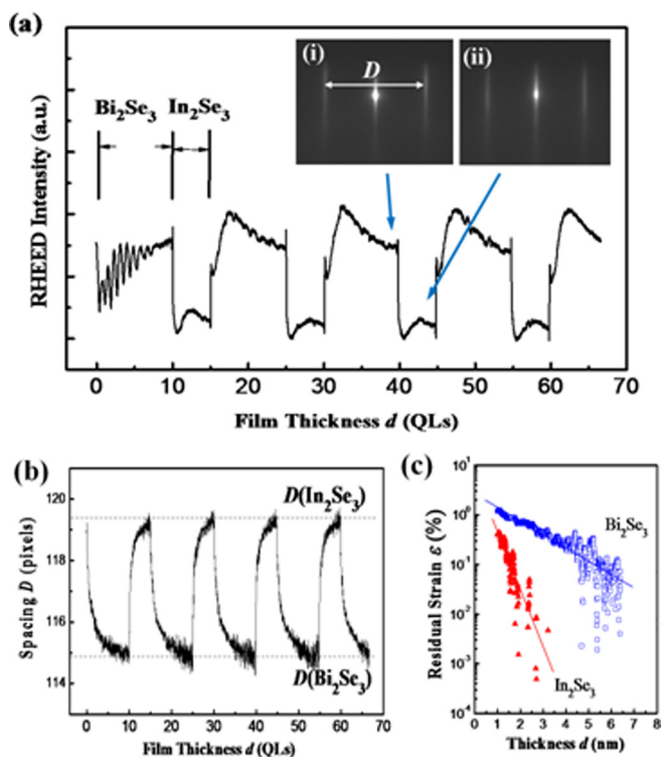 (a)
RHEED Intensity (a.u.)
Bi₂Se₃
In₂Se₃
(i)
D
(ii)
0 10 20 30 40 50 60 70
Film Thickness d (QLs)
(b)
Spacing D (pixels)
120
119
118
116
115
114
D(In₂Se₃)
D(Bi₂Se₃)
0 10 20 30 40 50 60 70
Film Thickness d (QLs)
(c)
Residual Strain ε (%)
10¹
10⁰
10⁻¹
10⁻²
10⁻³
10⁻⁴
Bi₂Se₃
In₂Se₃
0 1 2 3 4 5 6 7 8
Thickness d (nm)